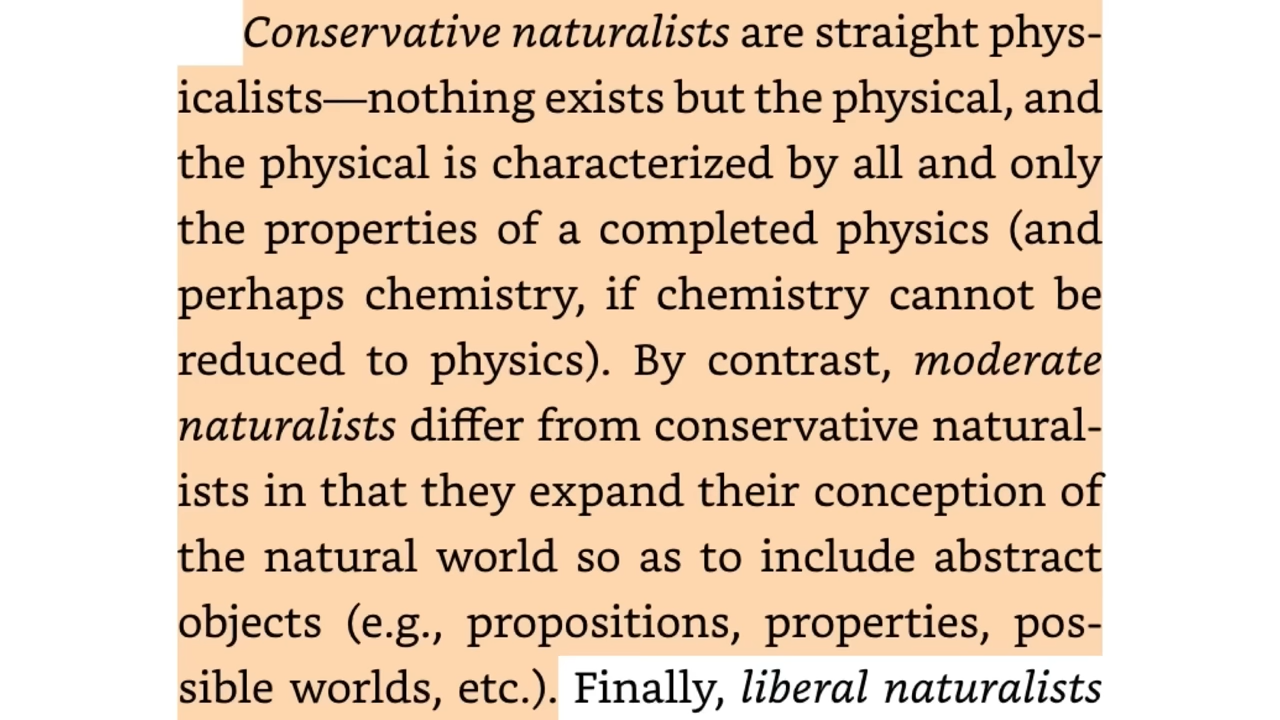 Conservative naturalists are straight phys-
icalists—nothing exists but the physical, and
the physical is characterized by all and only
the properties of a completed physics (and
perhaps chemistry, if chemistry cannot be
reduced to physics). By contrast, moderate
naturalists differ from conservative natural-
ists in that they expand their conception of
the natural world so as to include abstract
objects (e.g., propositions, properties, pos-
sible worlds, etc.). Finally, liberal naturalists